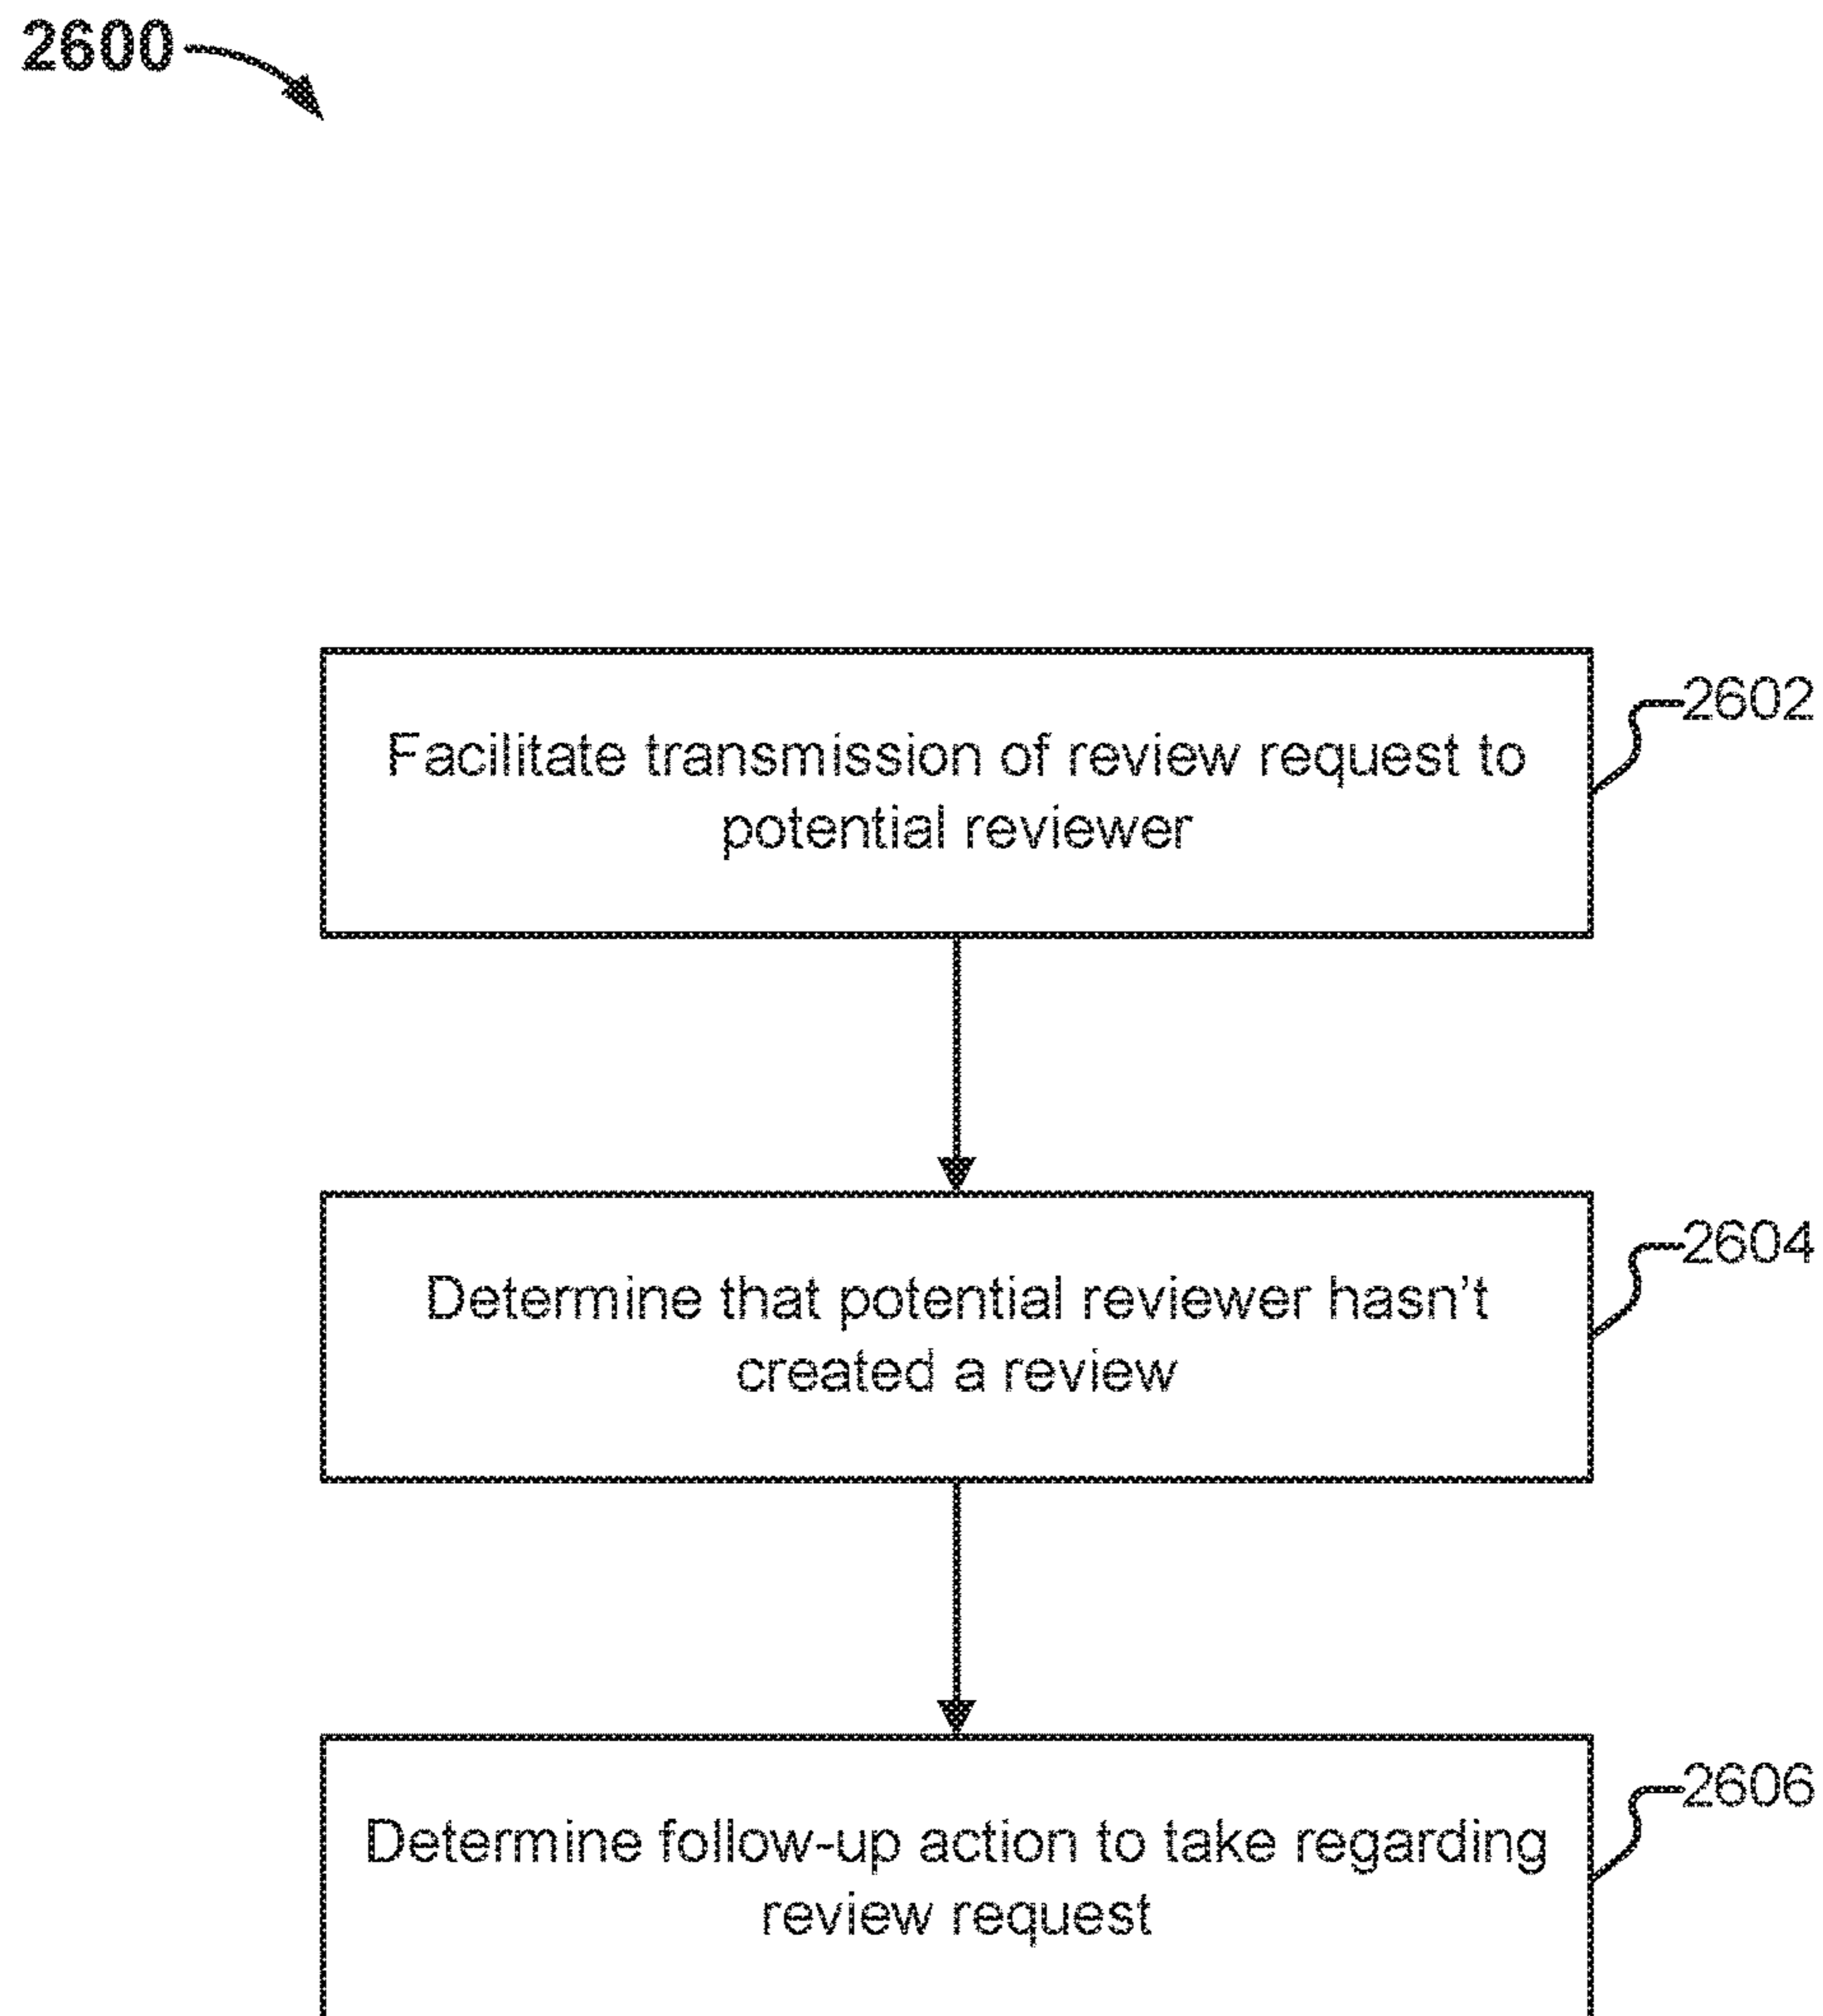 2600
Facilitate transmission of review request to
potential reviewer
2602
Determine that potential reviewer hasn't
created a review
2604
Determine follow-up action to take regarding
review request
2606